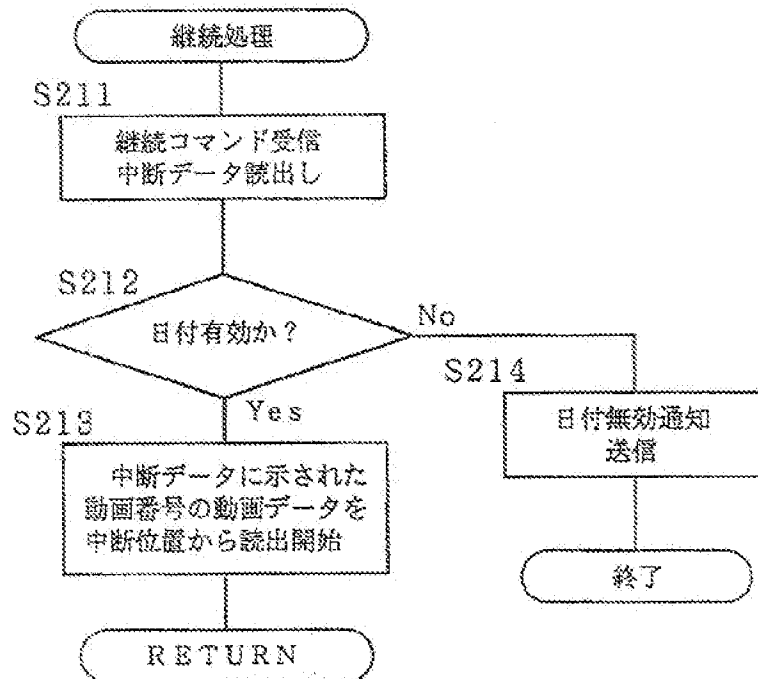 継続処理
S211
継続コマンド受信
中断データ読出し
S212
日付有効か?
No
S214
Yes
日付無効通知
送信
S213
中断データに示された
動画番号の動画データを
中断位置から読出開始
終了
RETURN